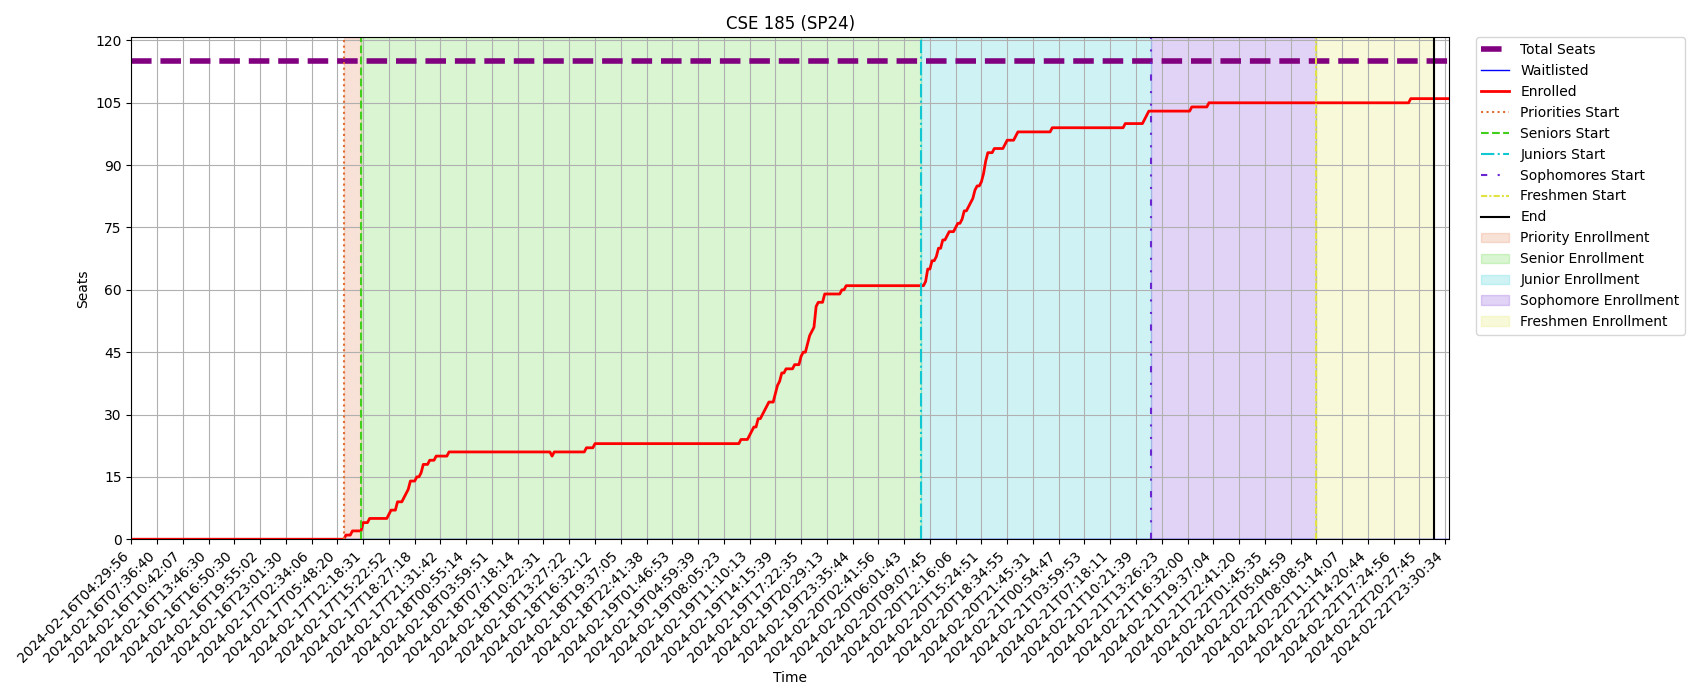 CSE 185 (SP24)
120
105
90
75
60
45
30
15
0
Seats
2024-02-16T04:29:56
2024-02-16T07:36:40
2024-02-16T10:42:07
2024-02-16T13:46:30
2024-02-16T16:50:30
2024-02-16T19:55:02
2024-02-16T23:01:30
2024-02-17T02:34:06
2024-02-17T05:48:20
2024-02-17T12:18:31
2024-02-17T15:22:52
2024-02-17T18:27:18
2024-02-17T21:31:42
2024-02-18T00:55:14
2024-02-18T03:59:51
2024-02-18T07:18:14
2024-02-18T10:22:31
2024-02-18T13:27:22
2024-02-18T16:32:12
2024-02-18T19:37:05
2024-02-18T22:41:38
2024-02-19T01:46:53
2024-02-19T04:59:39
2024-02-19T08:05:23
2024-02-19T11:10:13
2024-02-19T14:15:39
2024-02-19T17:22:35
2024-02-19T20:29:13
2024-02-19T23:35:44
2024-02-20T02:41:56
2024-02-20T06:01:43
2024-02-20T09:07:45
2024-02-20T12:16:06
2024-02-20T15:24:51
2024-02-20T18:34:55
2024-02-20T21:45:31
2024-02-21T00:54:47
2024-02-21T03:59:53
2024-02-21T07:18:11
2024-02-21T10:21:39
2024-02-21T13:26:23
2024-02-21T16:32:00
2024-02-21T19:37:04
2024-02-21T22:41:20
2024-02-22T01:45:35
2024-02-22T05:04:59
2024-02-22T08:08:54
2024-02-22T11:14:07
2024-02-22T14:20:44
2024-02-22T17:24:56
2024-02-22T20:27:45
2024-02-22T23:30:34
Time
Total Seats
Waitlisted
Enrolled
Priorities Start
Seniors Start
Juniors Start
Sophomores Start
Freshmen Start
End
Priority Enrollment
Senior Enrollment
Junior Enrollment
Sophomore Enrollment
Freshmen Enrollment